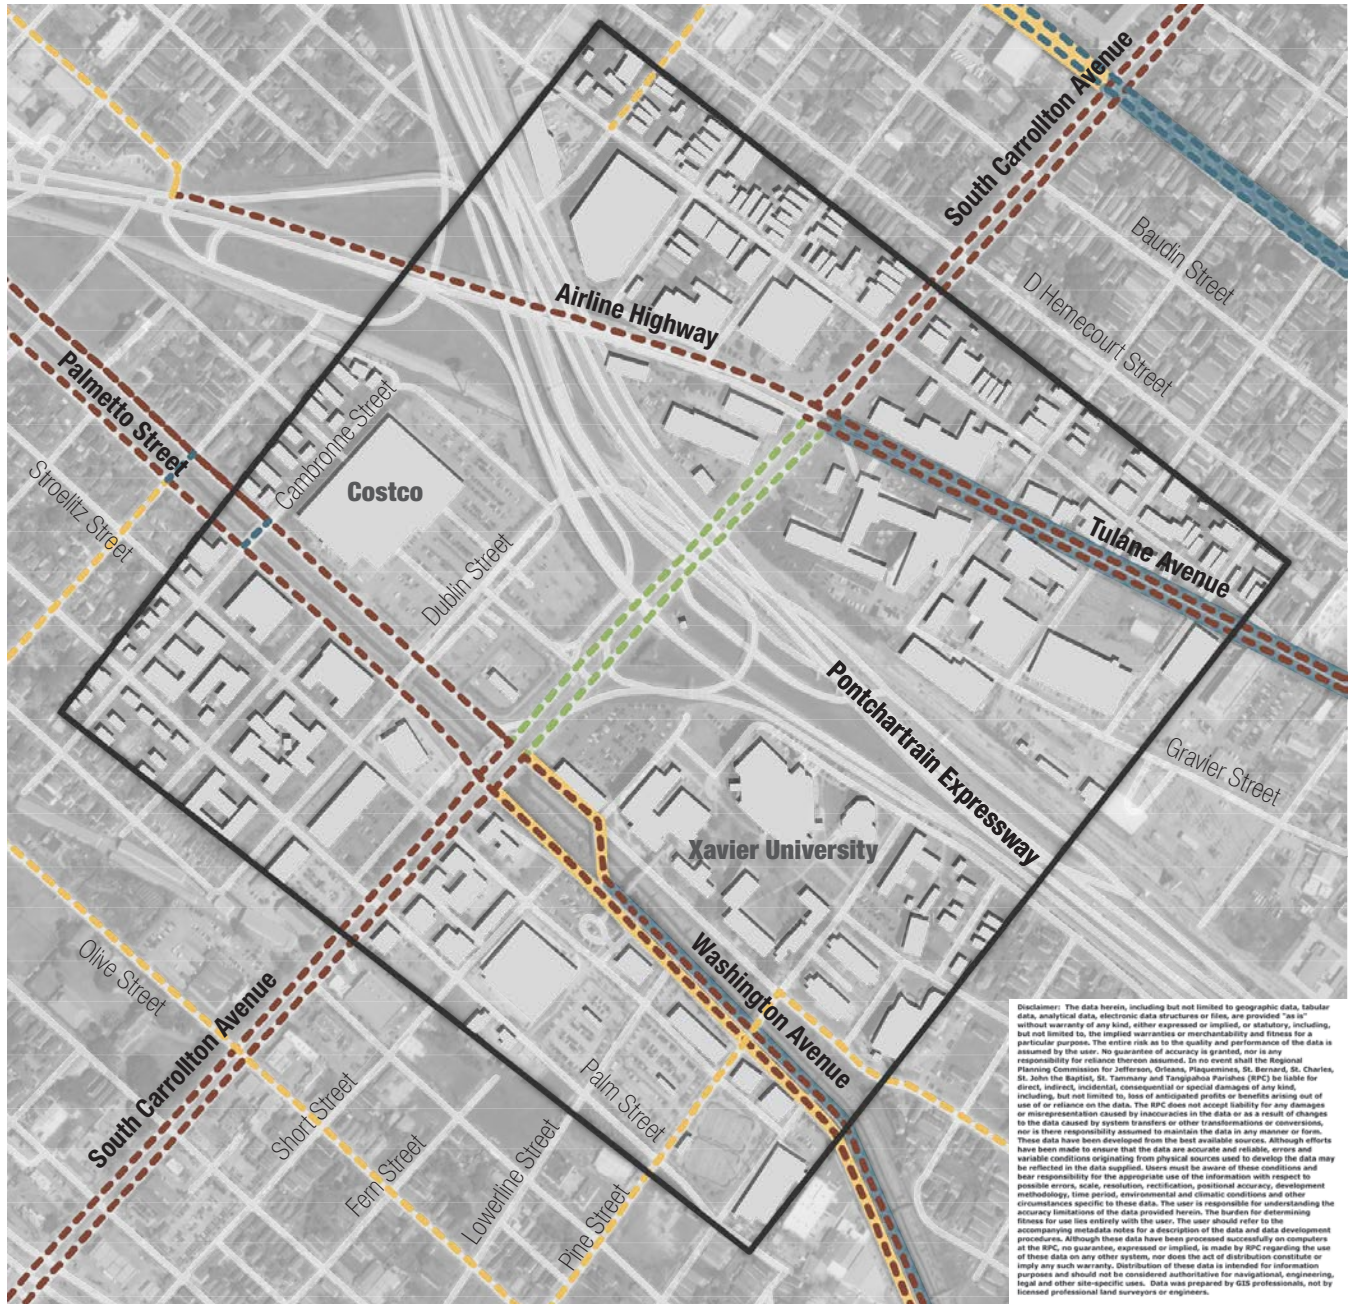 South Carrollton Avenue
Baudin Street
D Hemecourt Street
Airline Highway
Palmetto Street
Cambronne Street
Stroelitz Street
Costco
Dublin Street
Tulane Avenue
Pontchartrain Expressway
Gravier Street
Xavier University
Washington Avenue
Olive Street
South Carrollton Avenue
Short Street
Fern Street
Lowerline Street
Palm Street
Pine Street
Disclaimer: The data herein, including but not limited to geographic data, tabular
data, analytical data, electronic data structures or files, are provided "as is"
without warranty of any kind, either expressed or implied, or statutory, including,
but not limited to, the implied warranties or merchantability and fitness for a
particular purpose. The entire risk as to the quality and performance of the data is
assumed by the user. No guarantee of accuracy is granted, nor is any
responsibility for reliance thereon assumed. In no event shall the Regional
Planning Commission for Jefferson, Orleans, Plaquemines, St. Bernard, St. Charles,
St. John the Baptist, St. Tammany and Tangipahoa Parishes (RPC) be liable for
direct, indirect, incidental, consequential or special damages of any kind,
including, but not limited to, loss of anticipated profits or benefits arising out of
use of or reliance on the data. The RPC does not accept liability for any damages
or misrepresentation caused by inaccuracies in the data or as a result of changes
to the data caused by system transfers or other transformations or conversions,
nor is there responsibility assumed to maintain the data in any manner or form.
These data have been developed from the best available sources. Although efforts
have been made to ensure that the data are accurate and reliable, errors and
variable conditions originating from physical sources used to develop the data may
be reflected in the data supplied. Users must be aware of these conditions and
bear responsibility for the appropriate use of the information with respect to
possible errors, scale, resolution, rectification, positional accuracy, development
methodology, time period, environmental and climatic conditions and other
circumstances specific to these data. The user is responsible for understanding the
accuracy limitations of the data provided herein. The burden for determining
fitness for use lies entirely with the user. The user should refer to the
accompanying metadata notes for a description of the data and data development
procedures. Although these data have been processed successfully on computers
at the RPC, no guarantee, expressed or implied, is made by RPC regarding the use
of these data on any other system, nor does the act of distribution constitute or
imply any such warranty. Distribution of these data is intended for information
purposes and should not be considered authoritative for navigational, engineering,
legal and other site-specific uses. Data was prepared by GIS professionals, not by
licensed professional land surveyors or engineers.